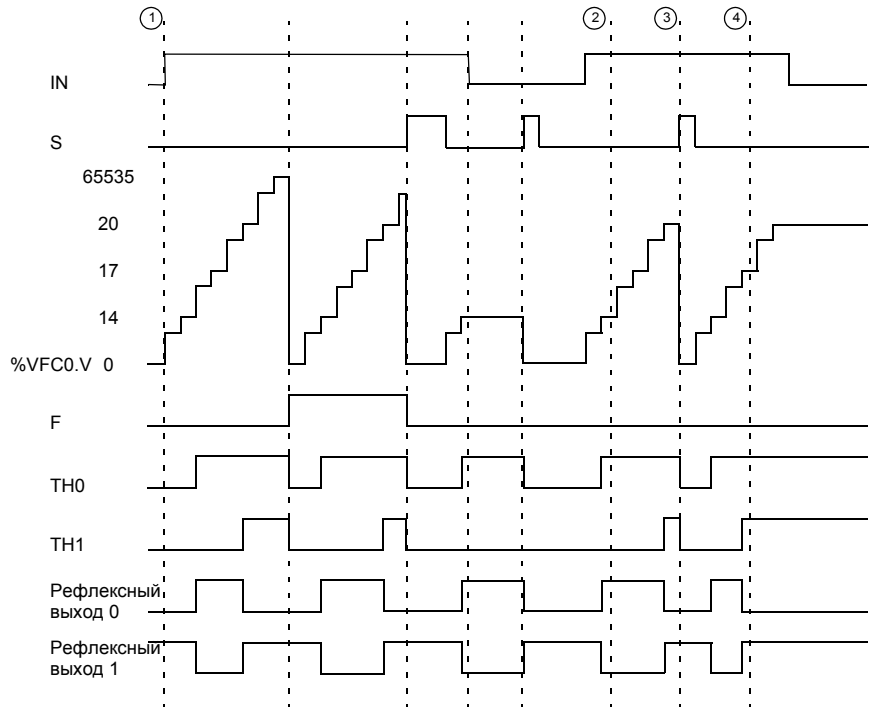 1 2 3 4
IN
S
65535
20
17
14
%VFC0.V 0
F
TH0
TH1
Рефлексный
выход 0
Рефлексный
выход 1